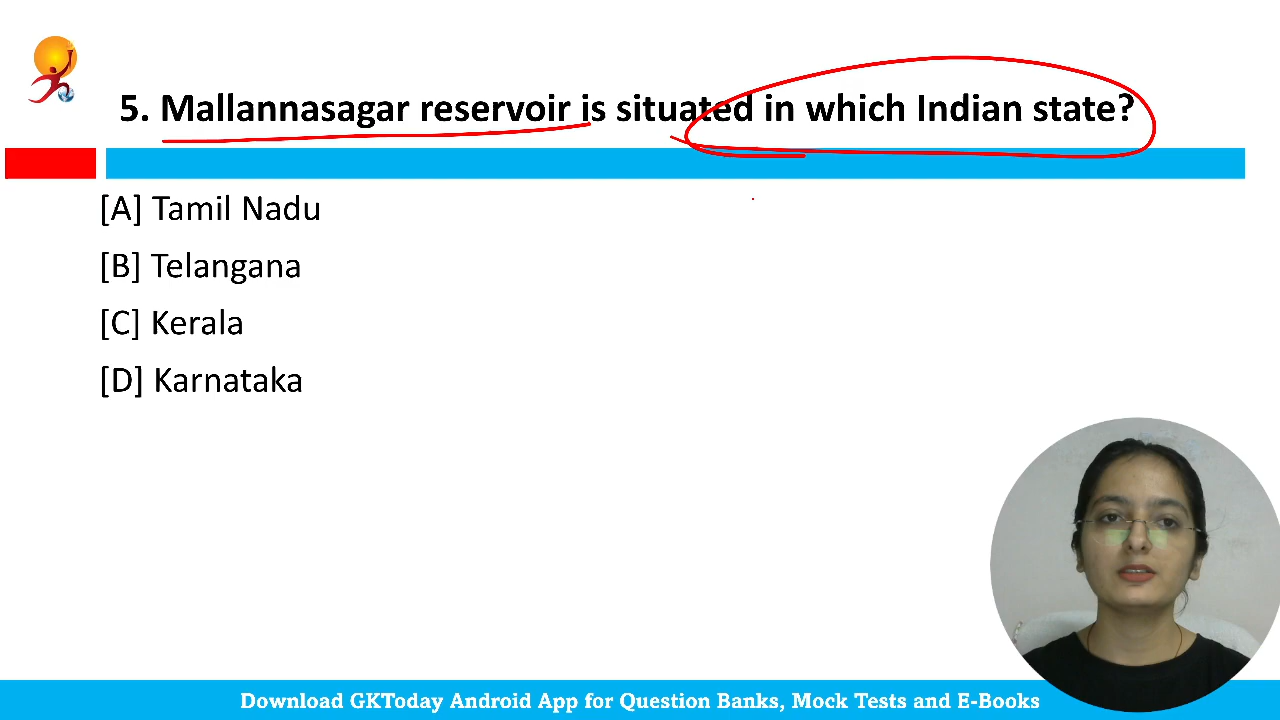 5. Mallannasagar reservoir is situated in which Indian state?
[A] Tamil Nadu
[B] Telangana
[C] Kerala
[D] Karnataka
Download GKToday Android App for Question Banks, Mock Tests and E-Books